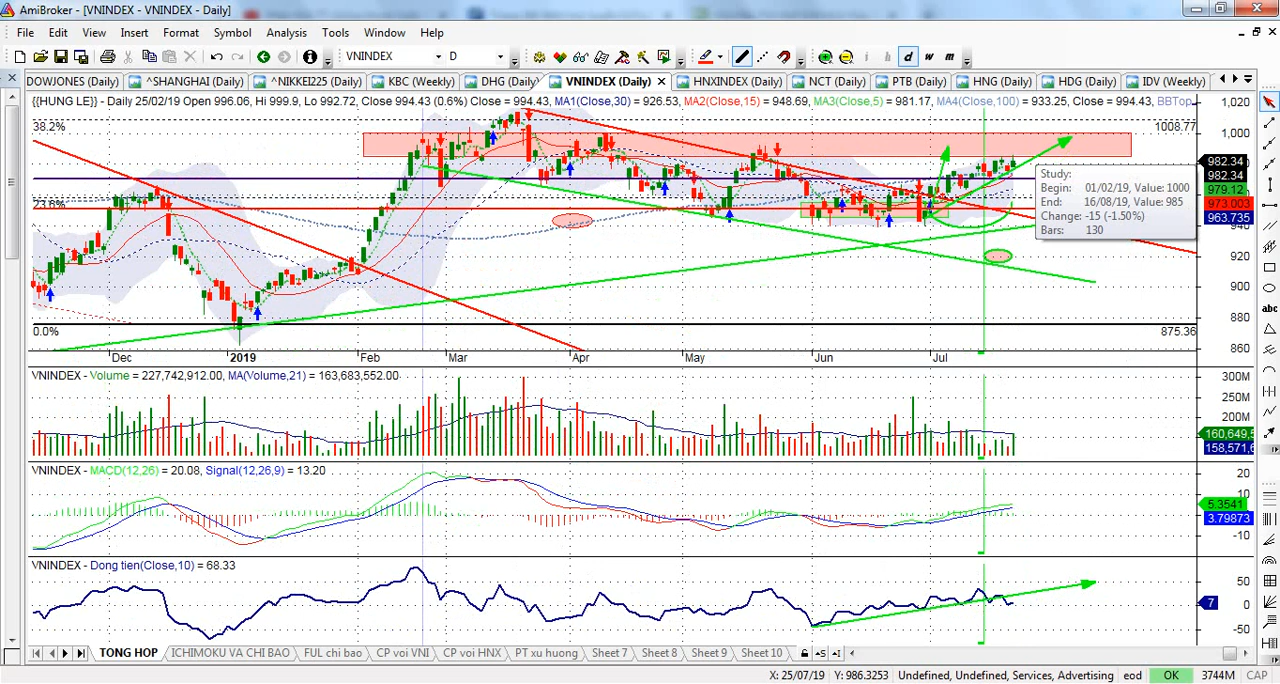 AmiBroker - [VNINDEX - VNINDEX - Daily]
File Edit View Insert Format Symbol Analysis Tools Window Help
VNINDEX D i h d w m
DOWJONES (Daily) ^SHANGHAI (Daily) ^NIKKEI225 (Daily) KBC (Weekly) DHG (Daily) VNINDEX (Daily) HNXINDEX (Daily) NCT (Daily) PTB (Daily) HNG (Daily) HDG (Daily) IDV (Weekly)
{{HUNG LE}} - Daily 25/02/19 Open 996.06, Hi 999.9, Lo 992.72, Close 994.43 (0.6%) Close = 994.43, MA1(Close,30) = 926.53, MA2(Close,15) = 948.69, MA3(Close,5) = 981.17, MA4(Close,100) = 933.25, Close = 994.43, BBTop,
1,020
38.2%
1008.77
1,000
982.34
982.34
979.12
973.003
963.735
Study:
Begin: 01/02/19, Value: 1000
End: 16/08/19, Value: 985
Change: -15 (-1.50%)
Bars: 130
23.6%
940
920
900
880
0.0%
875.36
860
Dec 2019 Feb Mar Apr May Jun Jul
VNINDEX - Volume = 227,742,912.00, MA(Volume,21) = 163,683,552.00
300M
250M
200M
160,649,5
158,571,6
VNINDEX - MACD(12,26) = 20.08, Signal(12,26,9) = 13.20
20
10
5.3541
3.79873
-10
VNINDEX - Dong tien(Close,10) = 68.33
50
7
0
-50
TONG HOP ICHIMOKU VA CHI BAO FUL chi bao CP voi VNI CP voi HNX PT xu huong Sheet 7 Sheet 8 Sheet 9 Sheet 10
abc
X: 25/07/19 Y: 986.3253 Undefined, Undefined, Services, Advertising eod OK 3744M CAP